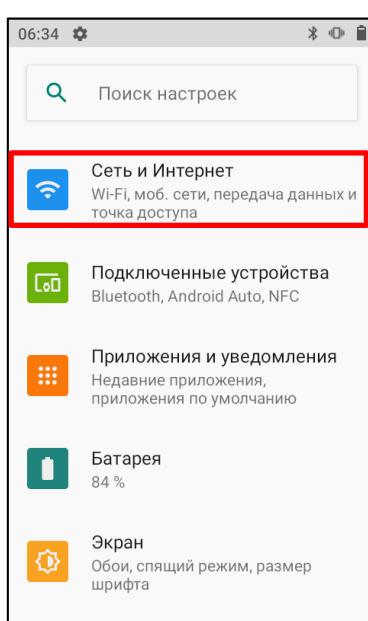 06:34
Поиск настроек
Сеть и Интернет
Wi-Fi, моб. сети, передача данных и
точка доступа
Подключенные устройства
Bluetooth, Android Auto, NFC
Приложения и уведомления
Недавние приложения,
приложения по умолчанию
Батарея
84 %
Экран
Обои, спящий режим, размер
шрифта